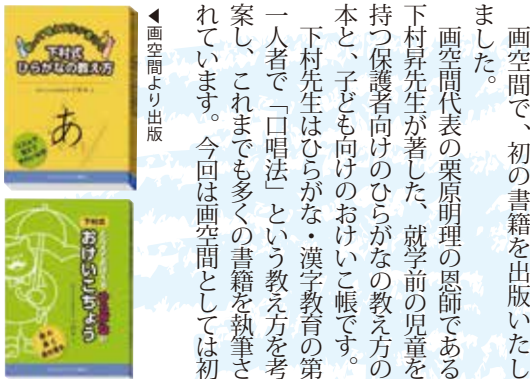 画空間で、初の書籍を出版いたし
ました。
画空間代表の栗原明理の恩師である
下村昇先生が著した、就学前の児童を
持つ保護者向けのひらがなの教え方の
本と、子ども向けのおけいこ帳です。
下村先生はひらがな・漢字教育の第
一人者で「口唱法」という教え方を考
案し、これまでも多くの書籍を執筆さ
れています。今回は画空間としては初
◀画空間より出版
下村式
ひらがなの教え方
あ
下村式
おけいこちょう